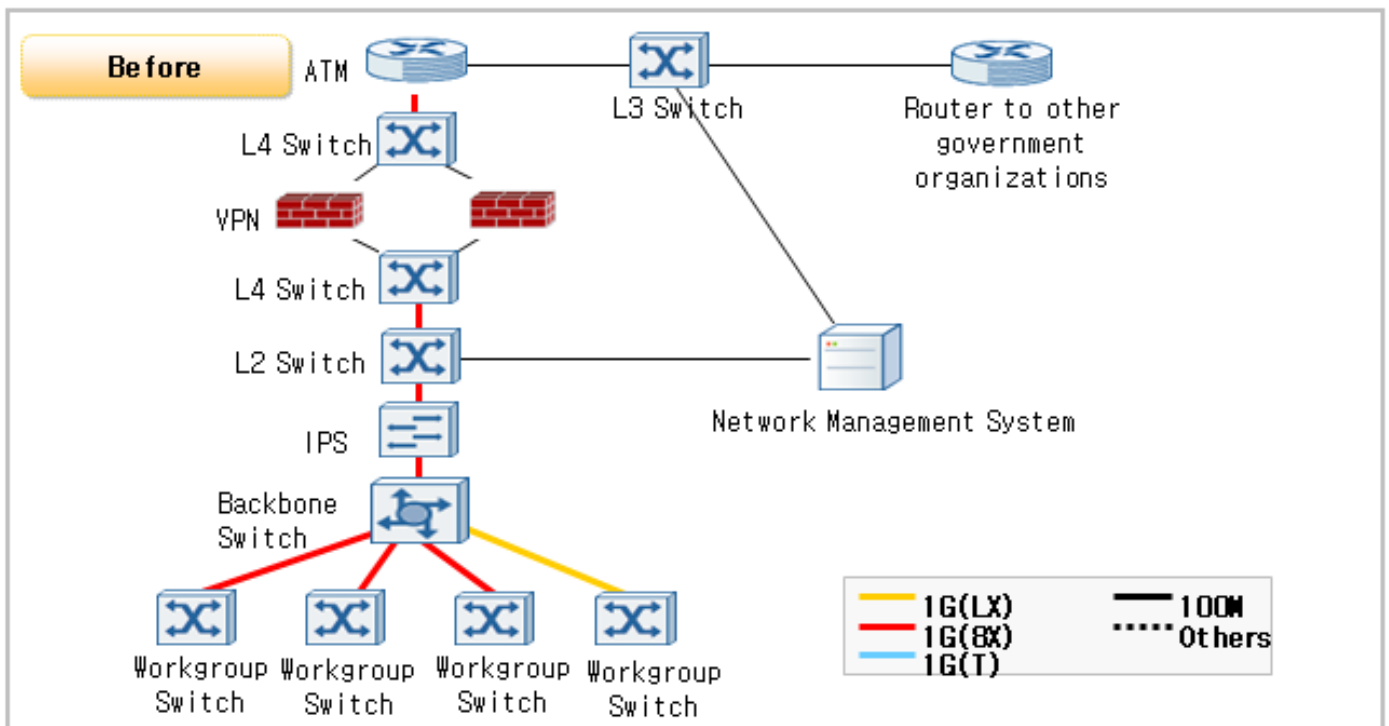 Before
ATM
L3 Switch
Router to other
government
organizations
L4 Switch
VPN
L4 Switch
L2 Switch
Network Management System
IPS
Backbone
Switch
Workgroup
Switch
Workgroup
Switch
Workgroup
Switch
Workgroup
Switch
1G(LX)
1G(8X)
1G(T)
100M
Others